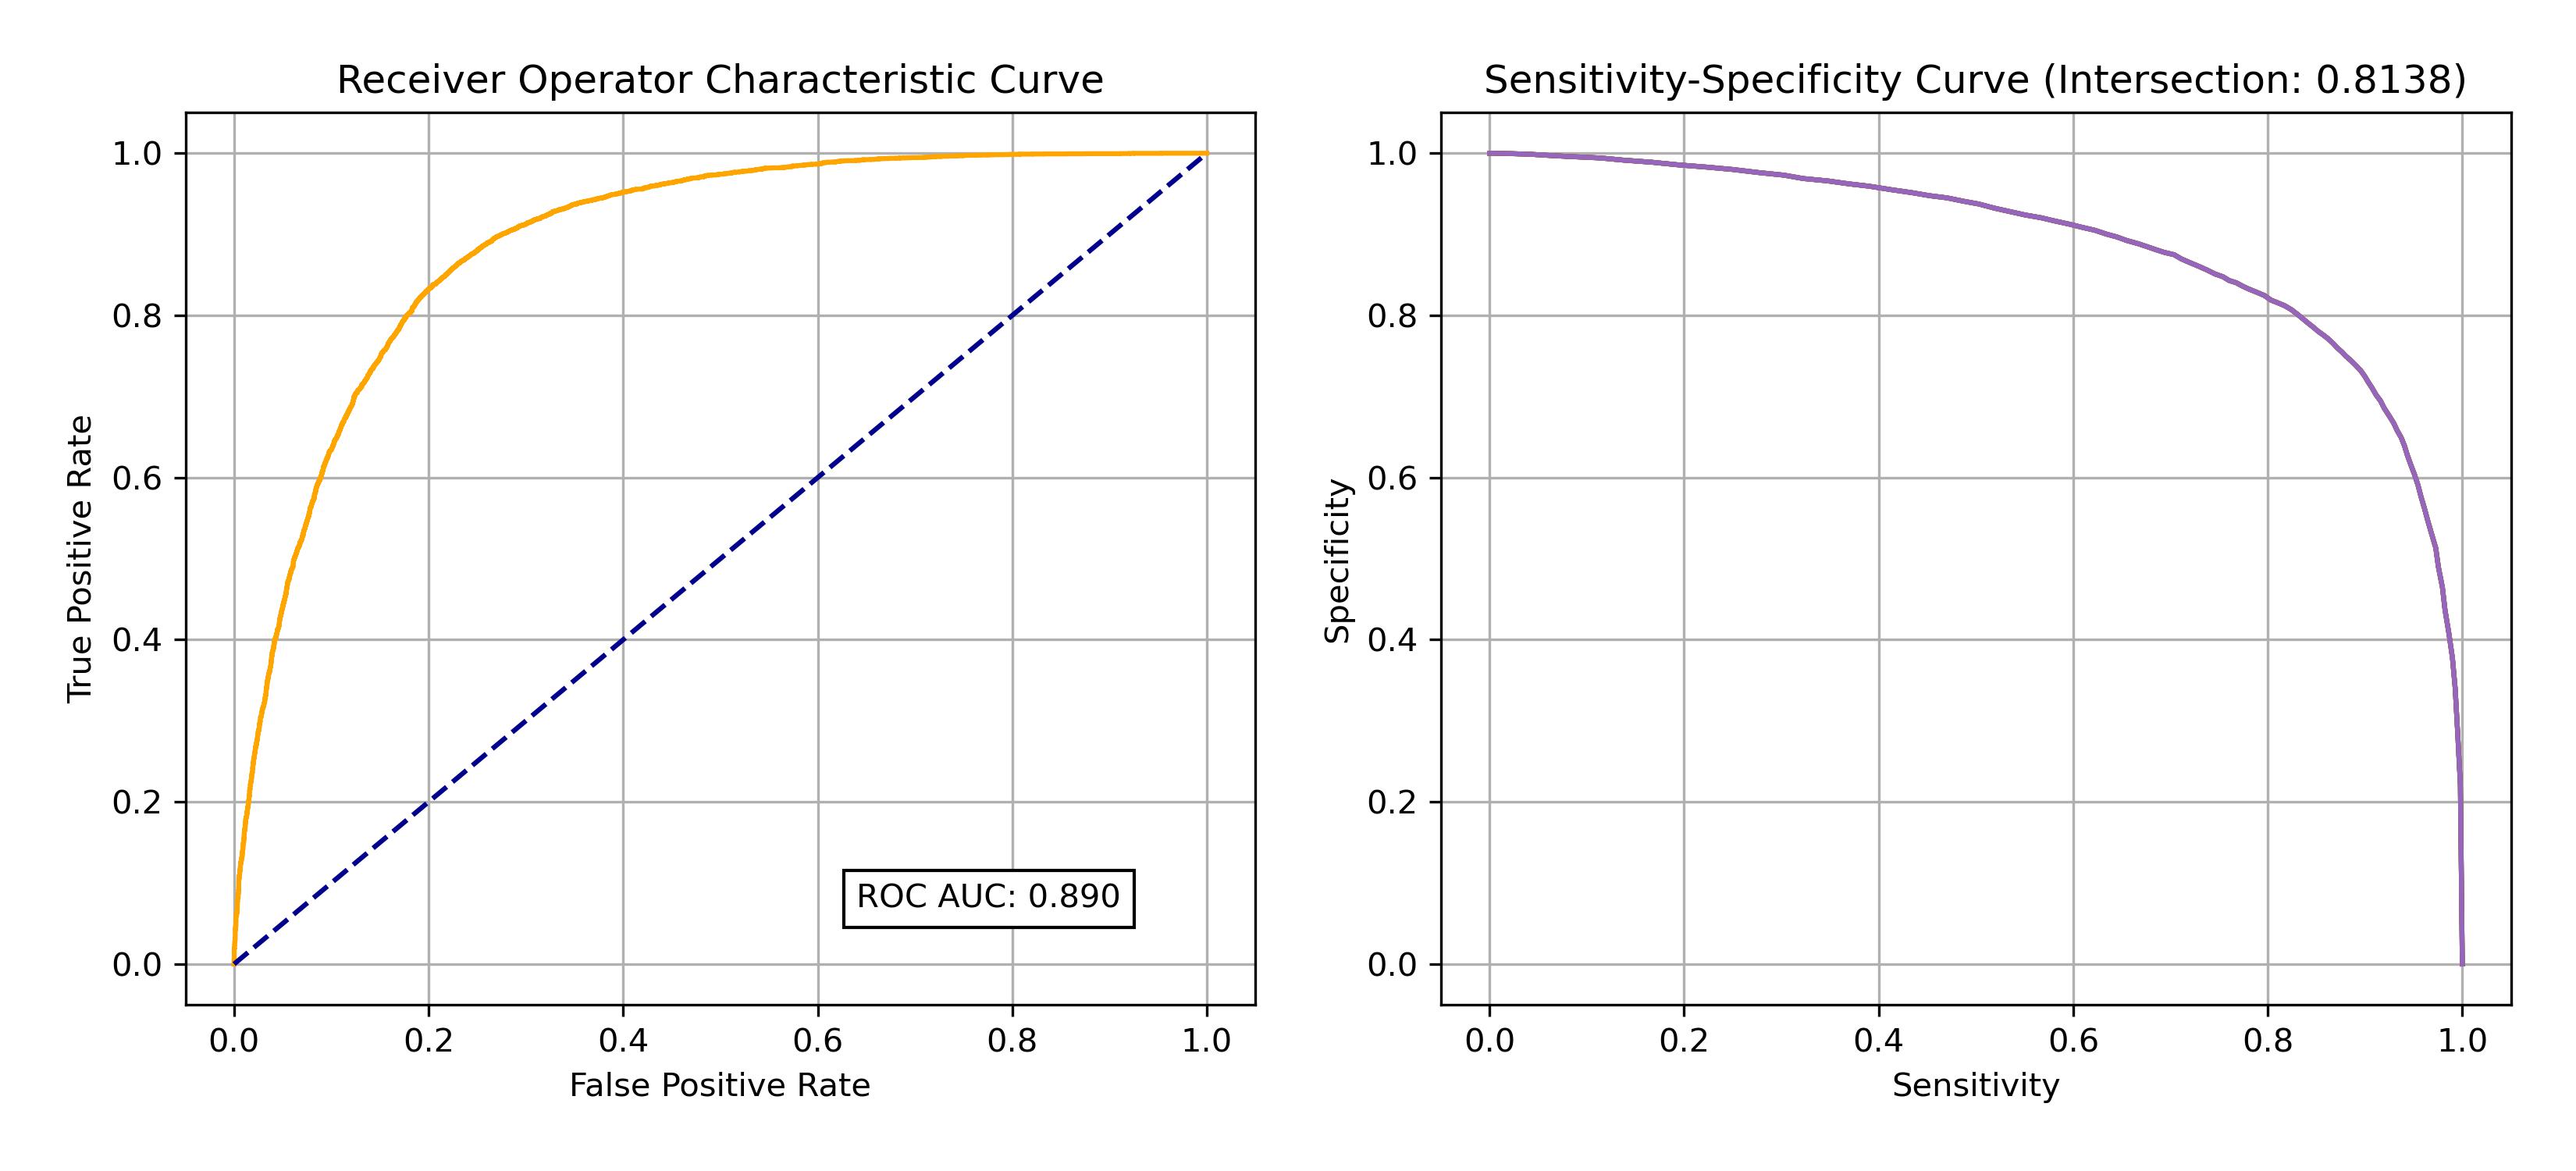 Receiver Operator Characteristic Curve
True Positive Rate
1.0
0.8
0.6
0.4
0.2
0.0
ROC AUC: 0.890
0.0 0.2 0.4 0.6 0.8 1.0
False Positive Rate
Sensitivity-Specificity Curve (Intersection: 0.8138)
Specificity
1.0
0.8
0.6
0.4
0.2
0.0
0.0 0.2 0.4 0.6 0.8 1.0
Sensitivity